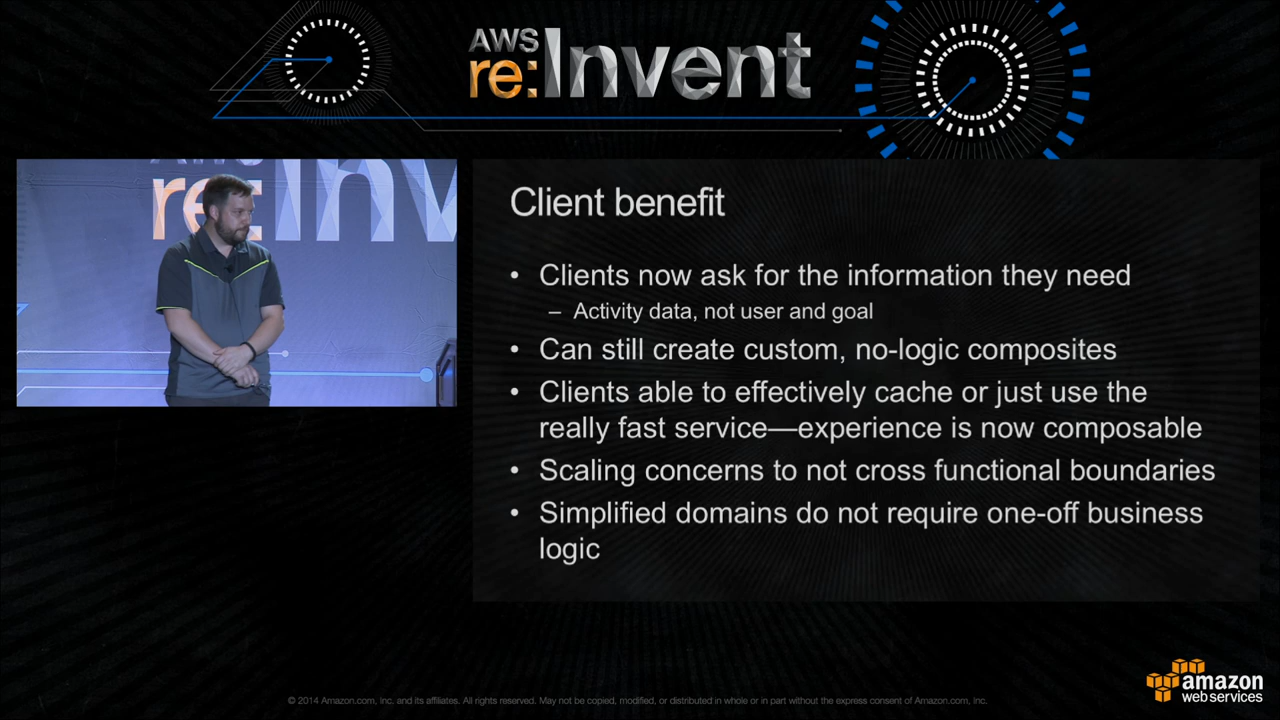 AWS
re:Invent
AWS
re:Inv
Client benefit
• Clients now ask for the information they need
– Activity data, not user and goal
• Can still create custom, no-logic composites
• Clients able to effectively cache or just use the
really fast service—experience is now composable
• Scaling concerns to not cross functional boundaries
• Simplified domains do not require one-off business
logic
© 2014 Amazon.com, Inc. and its affiliates. All rights reserved. May not be copied, modified, or distributed in whole or in part without the express consent of Amazon.com, Inc.
amazon
web services